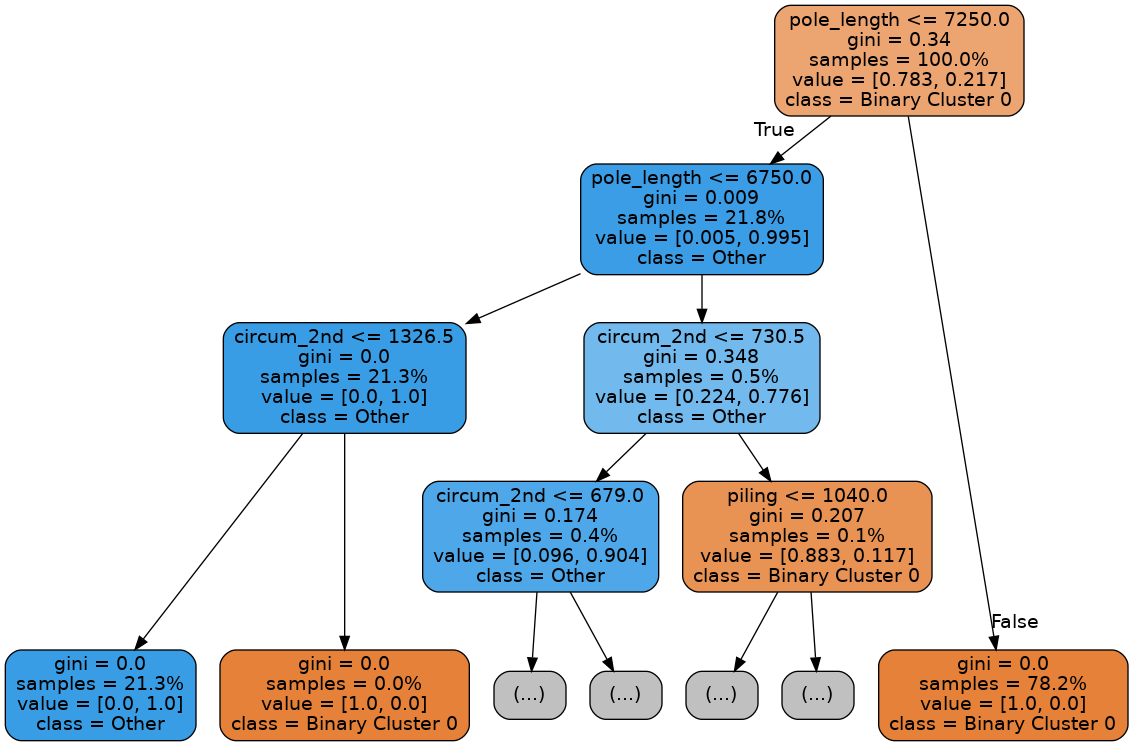 pole_length <= 7250.0
gini = 0.34
samples = 100.0%
value = [0.783, 0.217]
class = Binary Cluster 0
True
pole_length <= 6750.0
gini = 0.009
samples = 21.8%
value = [0.005, 0.995]
class = Other
circum_2nd <= 1326.5
gini = 0.0
samples = 21.3%
value = [0.0, 1.0]
class = Other
circum_2nd <= 730.5
gini = 0.348
samples = 0.5%
value = [0.224, 0.776]
class = Other
circum_2nd <= 679.0
gini = 0.174
samples = 0.4%
value = [0.096, 0.904]
class = Other
piling <= 1040.0
gini = 0.207
samples = 0.1%
value = [0.883, 0.117]
class = Binary Cluster 0
False
gini = 0.0
samples = 21.3%
value = [0.0, 1.0]
class = Other
gini = 0.0
samples = 0.0%
value = [1.0, 0.0]
class = Binary Cluster 0
(...)
(...)
(...)
(...)
gini = 0.0
samples = 78.2%
value = [1.0, 0.0]
class = Binary Cluster 0